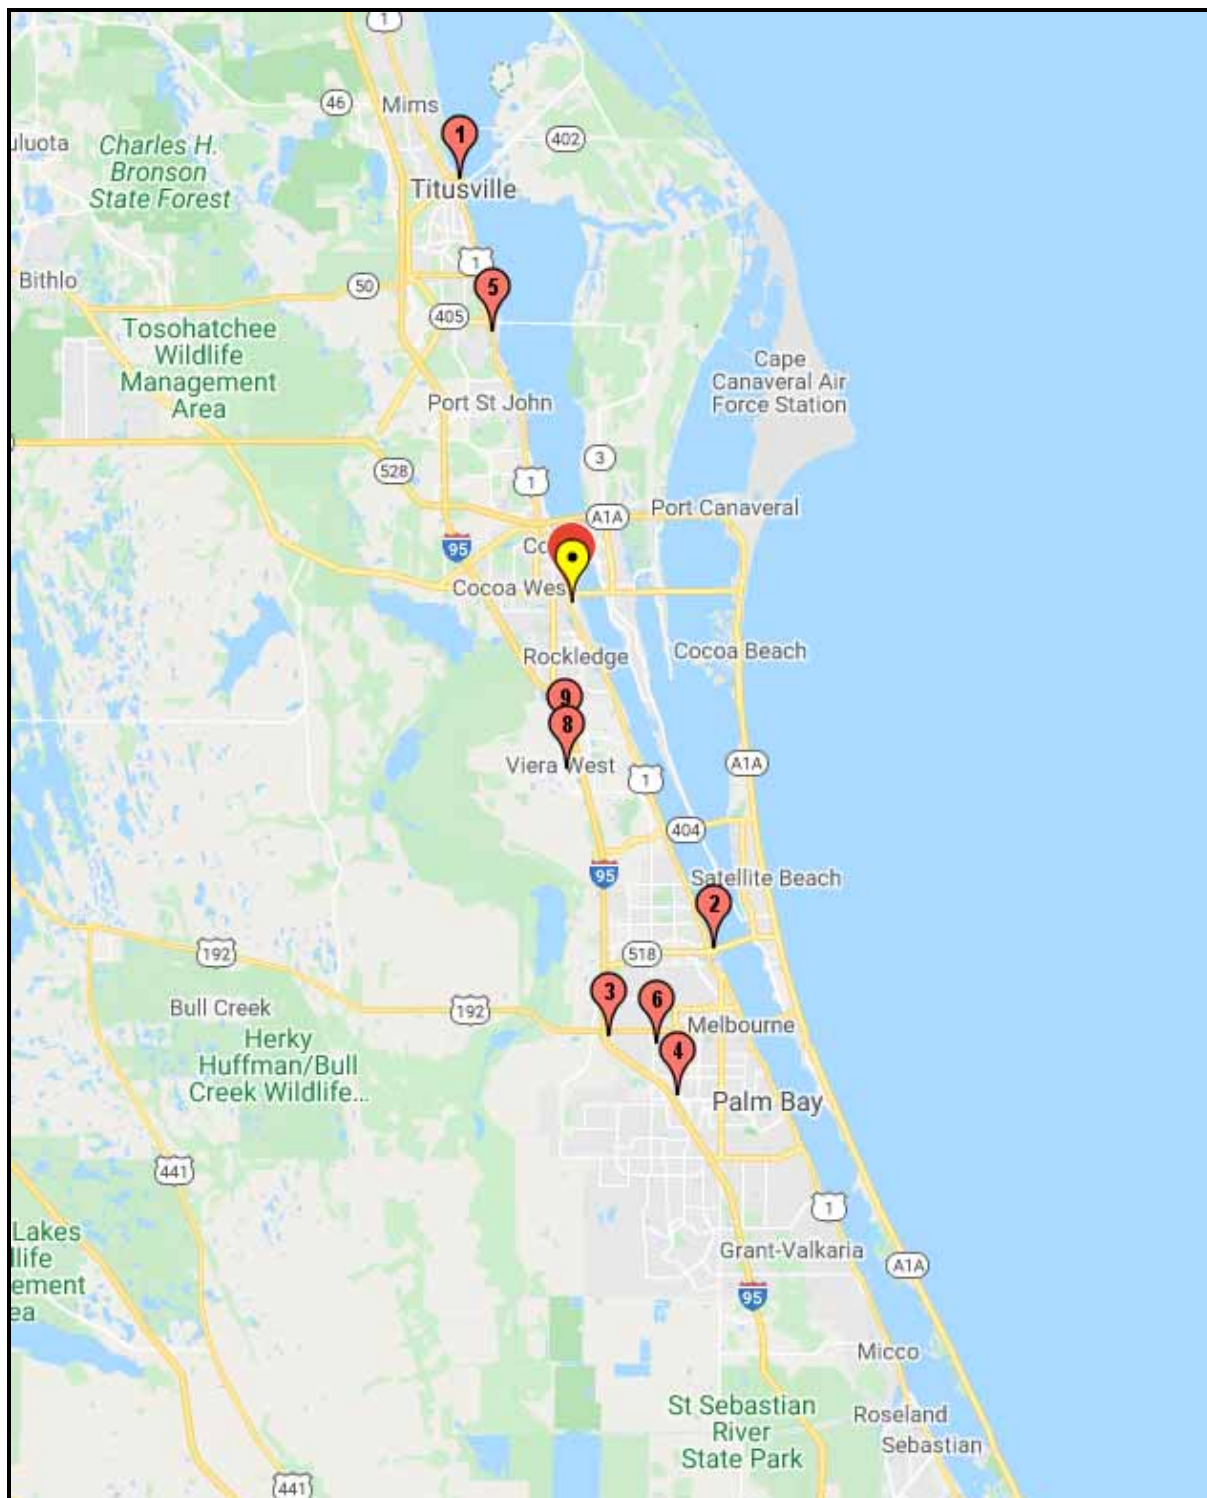 1
46
Mims
1
402
uluota
Charles H.
Bronson
State Forest
Titusville
1
Bithlo
50
5
405
Tosohatchee
Wildlife
Management
Area
Cape
Canaveral Air
Force Station
Port St John
3
528
1
Port Canaveral
A1A
95
Co
Cocoa Wes
Rockledge
Cocoa Beach
9
8
Viera West
1
A1A
404
95
Satellite Beach
2
192
518
3
6
Bull Creek
192
Melbourne
Herky
Huffman/Bull
Creek Wildlife...
4
Palm Bay
441
1
Lakes
llife
ement
ea
Grant-Valkaria
A1A
95
Micco
St Sebastian
River
State Park
Roseland
Sebastian
441